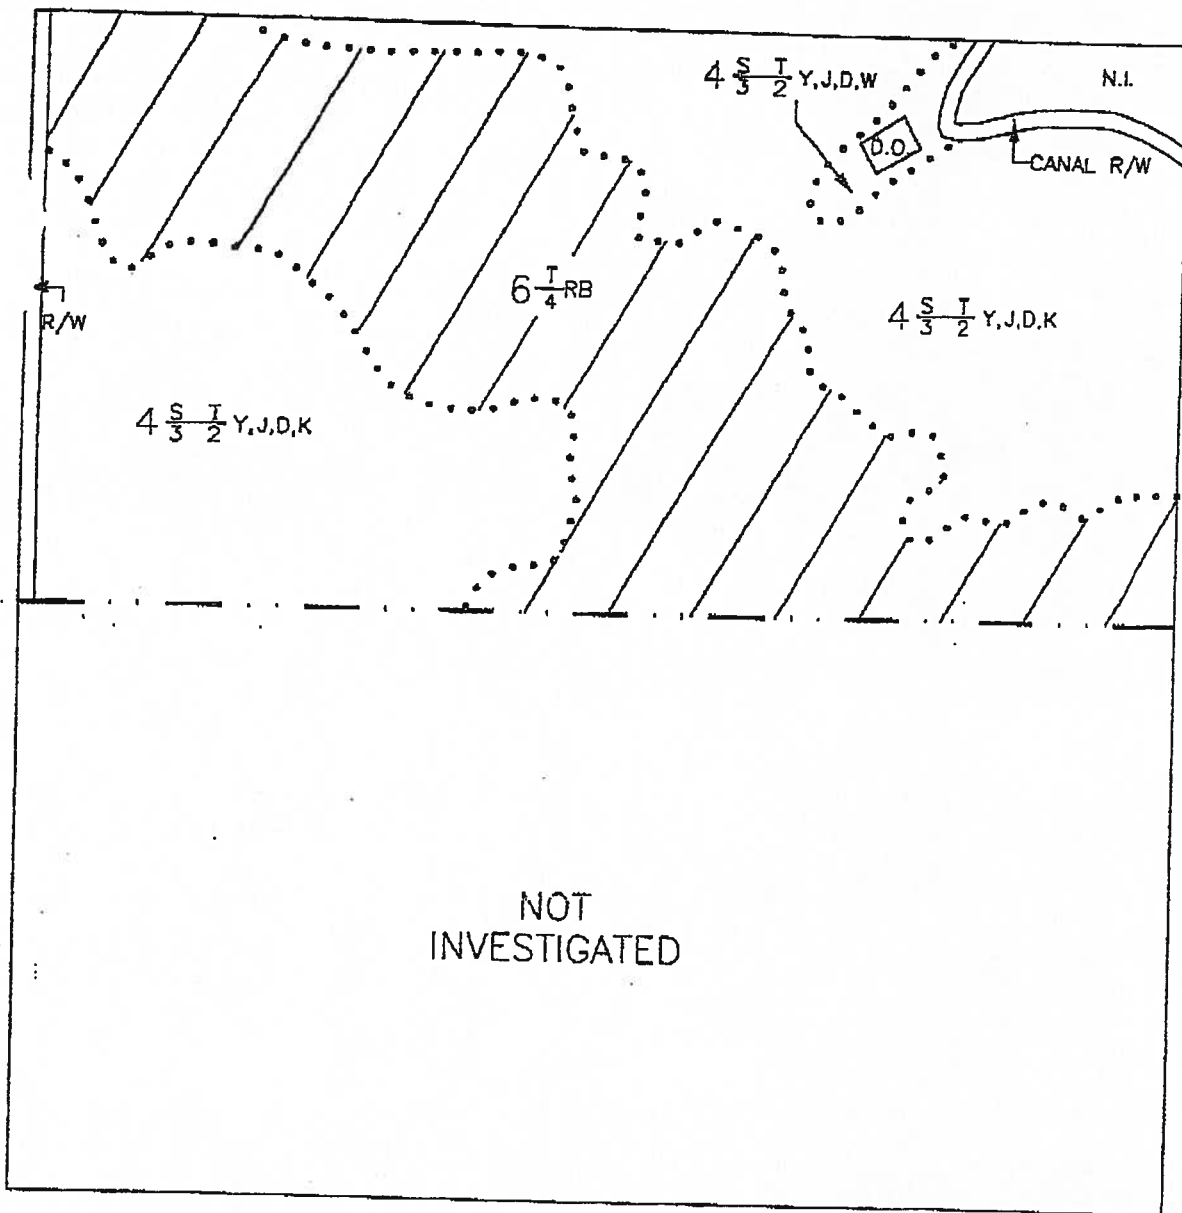 4 S/3 T/2 Y,J,D,W
N.I.
D.O.
CANAL R/W
6 T/4 RB
R/W
4 S/3 T/2 Y,J,D,K
4 S/3 T/2 Y,J,D,K
NOT
INVESTIGATED